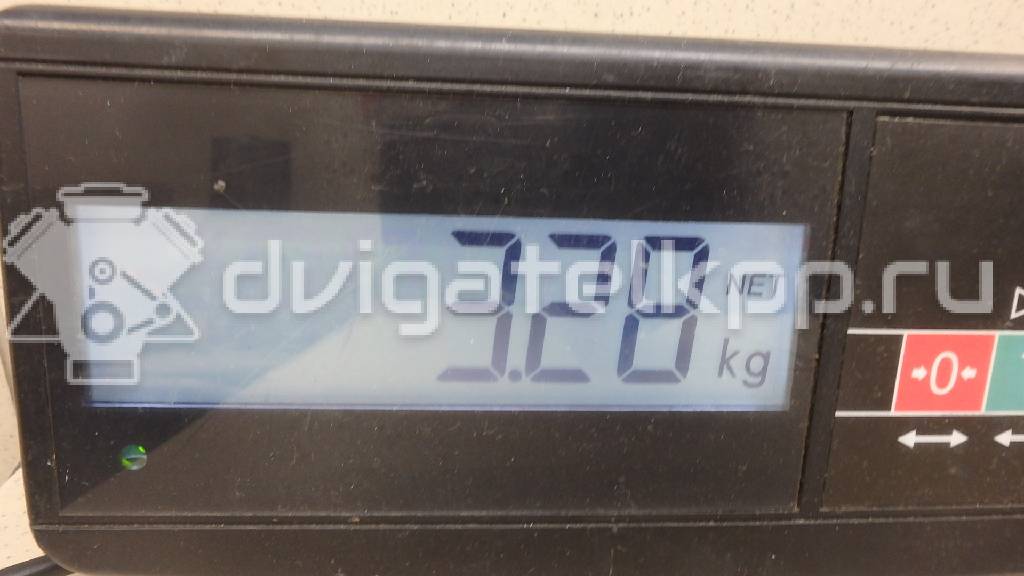 3.28
NET
kg
dvigatelkpp.ru
→0←